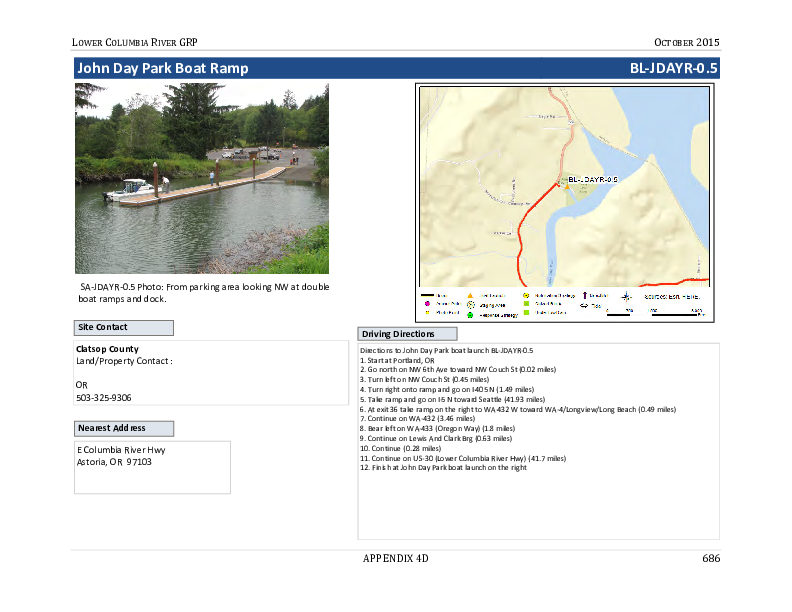 LOWER COLUMBIA RIVER GRP
OCTOBER 2015
John Day Park Boat Ramp
BL-JDAYR-0.5
BL-JDAYR-0.5
Staging Area
Response Strategy
Sources: Esri, HERE,
SA-JDAYR-0.5 Photo: From parking area looking NW at double
boat ramps and dock.
Site Contact
Clatsop County
Land/Property Contact :
OR
503-325-9306
Nearest Address
E Columbia River Hwy
Astoria, OR 97103
Driving Directions
Directions to John Day Park boat launch BL-JDAYR-0.5
1. Start at Portland, OR
2. Go north on NW 6th Ave toward NW Couch St (0.02 miles)
3. Turn left on NW Couch St (0.45 miles)
4. Turn right onto ramp and go on I-405 N (1.49 miles)
5. Take ramp and go on I-5 N toward Seattle (41.93 miles)
6. At exit 36 take ramp on the right to WA-432 W toward WA-4/Longview/Long Beach (0.49 miles)
7. Continue on WA-432 (3.46 miles)
8. Bear left on WA-433 (Oregon Way) (1.8 miles)
9. Continue on Lewis And Clark Brg (0.63 miles)
10. Continue (0.28 miles)
11. Continue on US-30 (Lower Columbia River Hwy) (41.7 miles)
12. Finish at John Day Park boat launch on the right
APPENDIX 4D
686